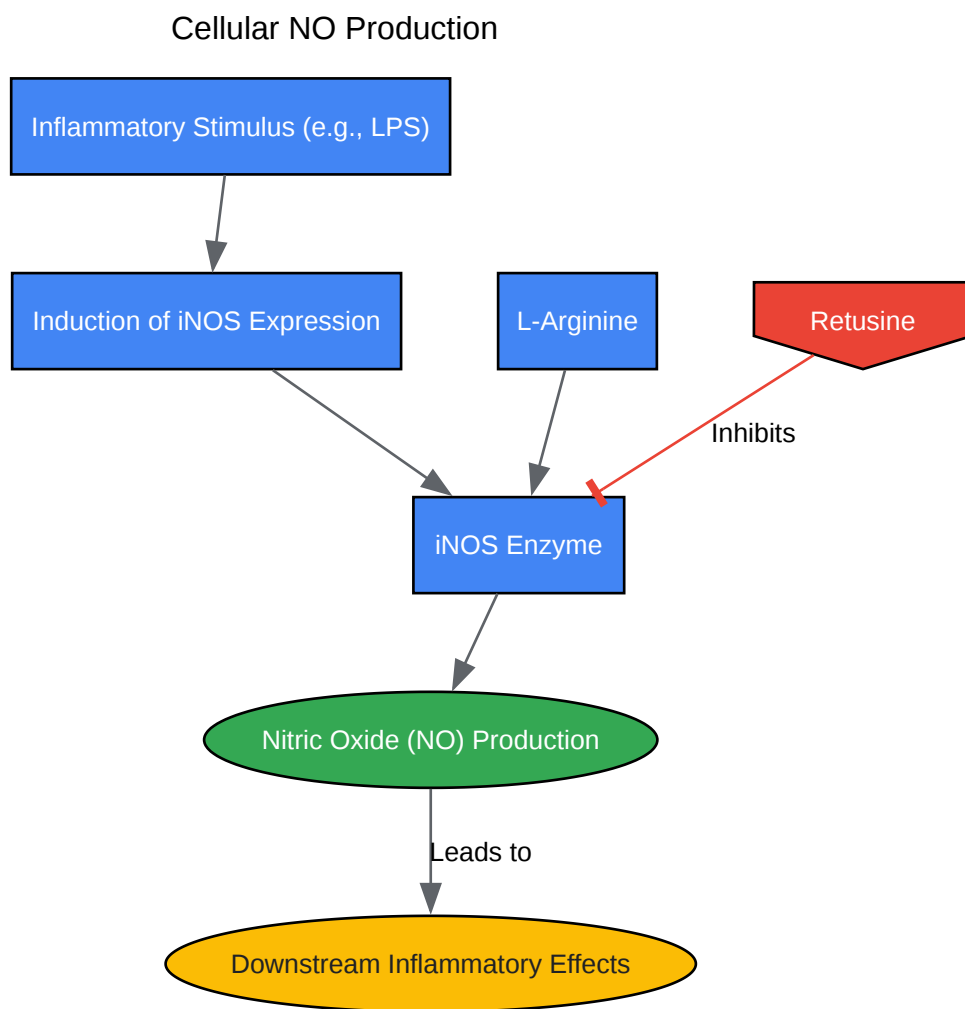 Cellular NO Production
Inflammatory Stimulus (e.g., LPS)
Induction of iNOS Expression
L-Arginine
Retusine
Inhibits
iNOS Enzyme
Nitric Oxide (NO) Production
Leads to
Downstream Inflammatory Effects